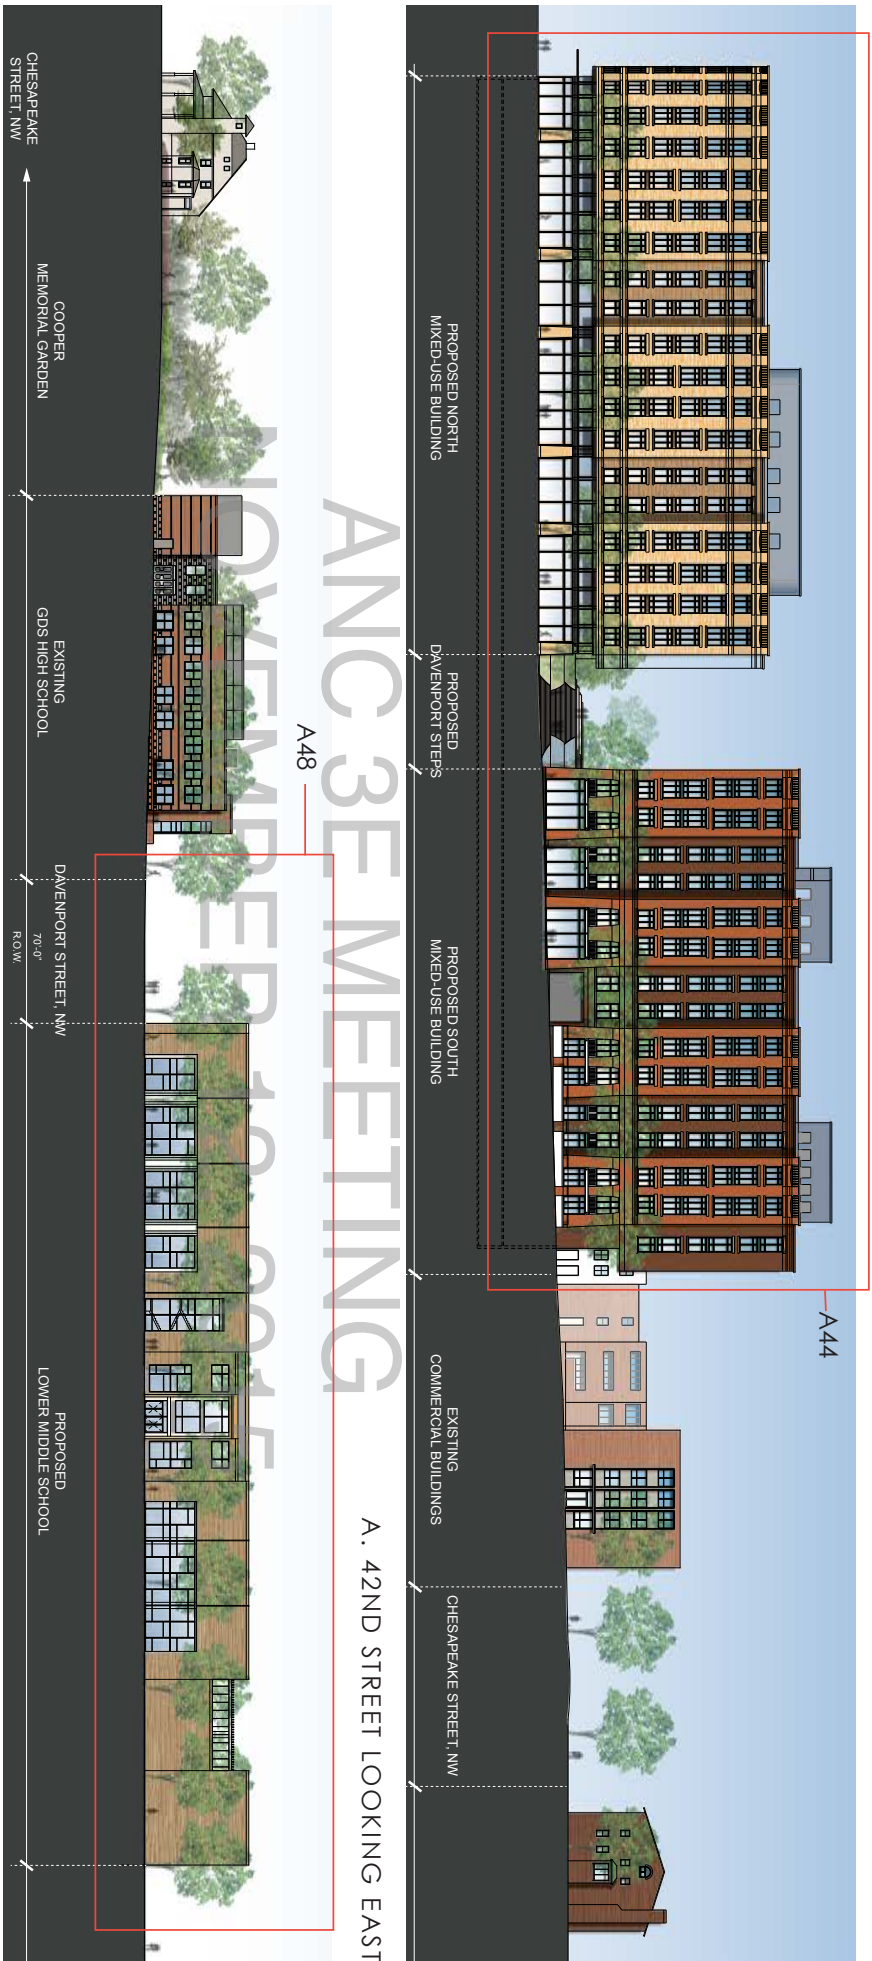 A44
PROPOSED NORTH
MIXED-USE BUILDING
PROPOSED
DAVENPORT STEPS
PROPOSED SOUTH
MIXED-USE BUILDING
EXISTING
COMMERCIAL BUILDINGS
CHESAPEAKE STREET, NW
A. 42ND STREET LOOKING EAST
ANC 3E MEETING
NOVEMBER 2015
A48
CHESAPEAKE
STREET, NW
COOPER
MEMORIAL GARDEN
EXISTING
GDS HIGH SCHOOL
DAVENPORT STREET, NW
70'-0"
R.O.W.
PROPOSED
LOWER MIDDLE SCHOOL